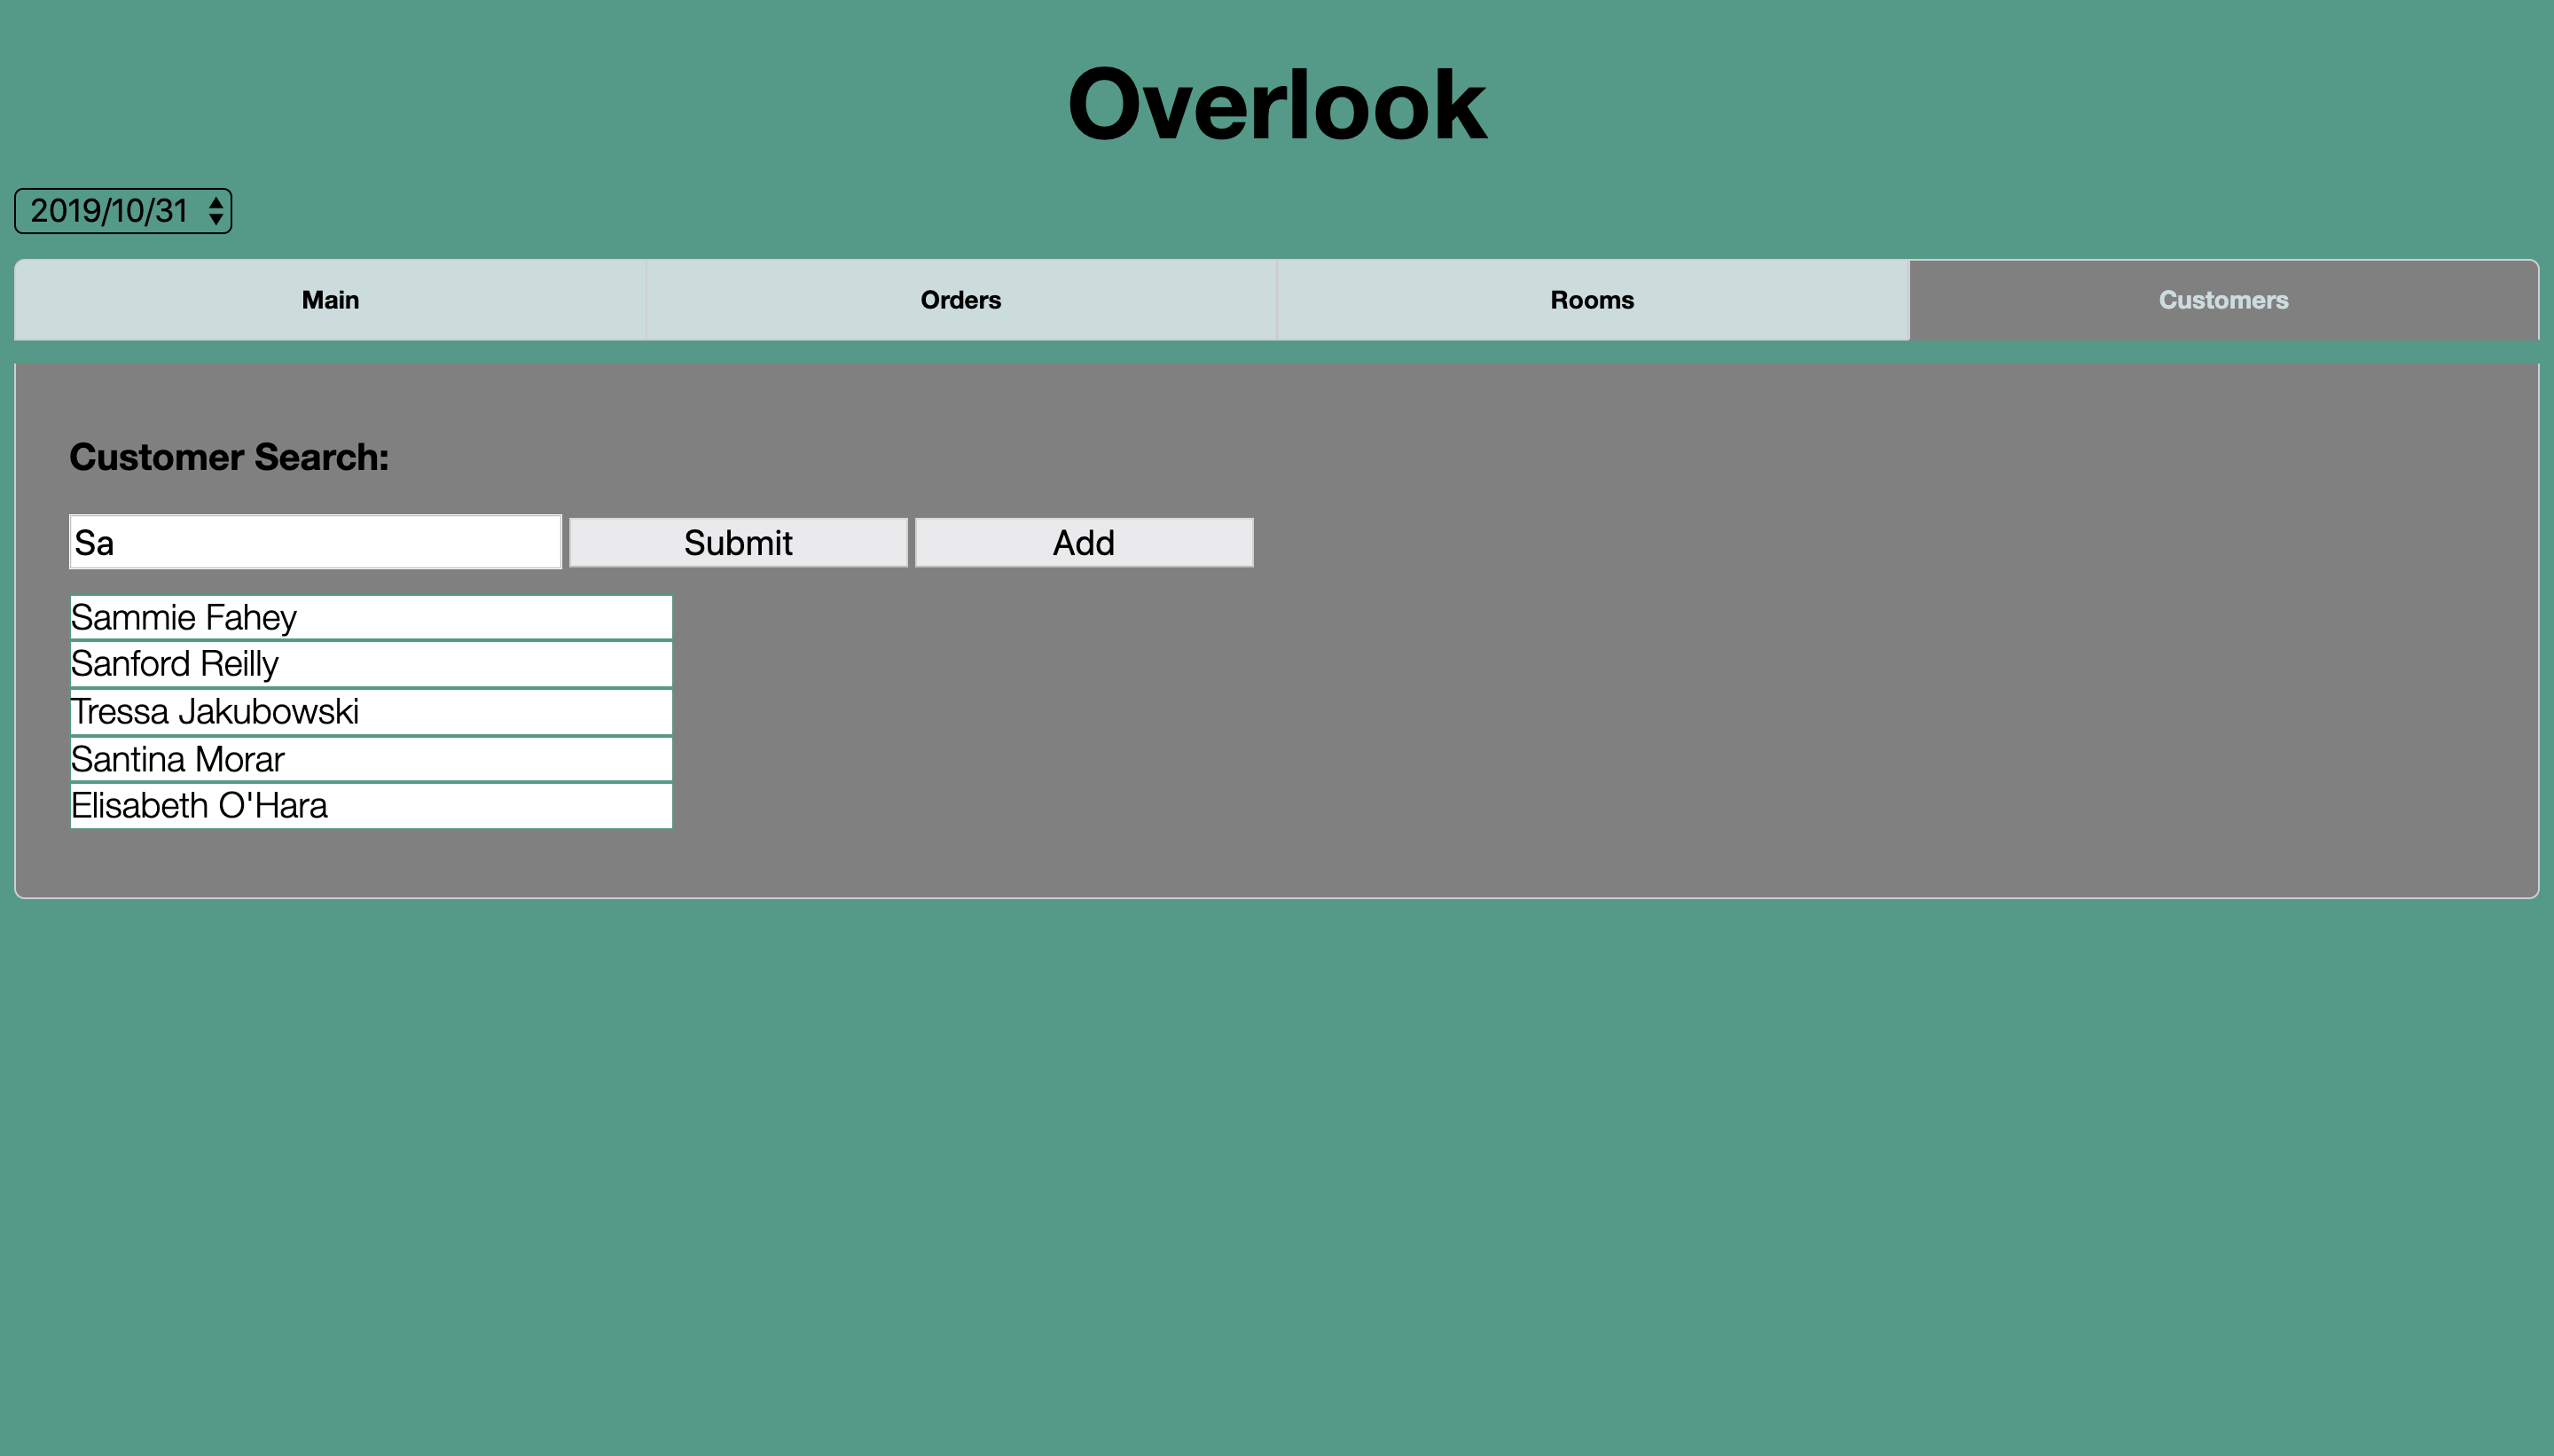 Overlook
2019/10/31
Main Orders Rooms Customers
Customer Search:
Sa Submit Add
Sammie Fahey
Sanford Reilly
Tressa Jakubowski
Santina Morar
Elisabeth O'Hara